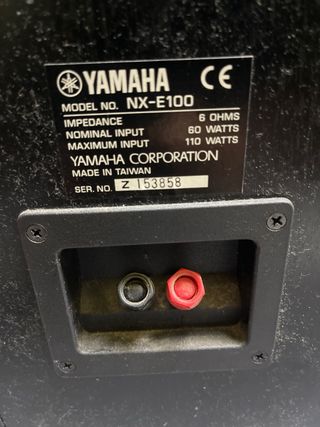 YAMAHA CE
MODEL NO. NX-E100
IMPEDANCE 6 OHMS
NOMINAL INPUT 60 WATTS
MAXIMUM INPUT 110 WATTS
YAMAHA CORPORATION
MADE IN TAIWAN
SER. NO. Z 153858